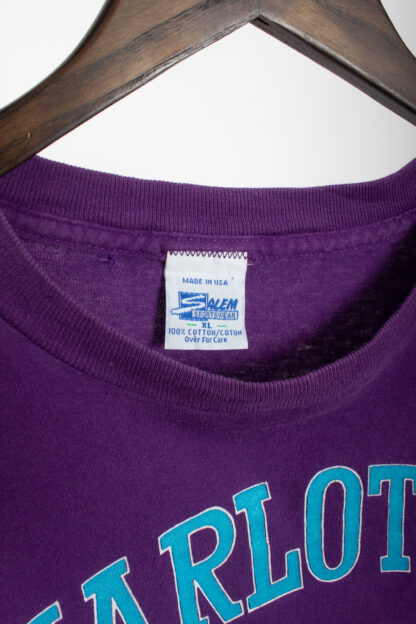 MADE IN USA
SALEM
SPORTSWEAR
XL
100% COTTON/COTON
Over For Care
ARLOT